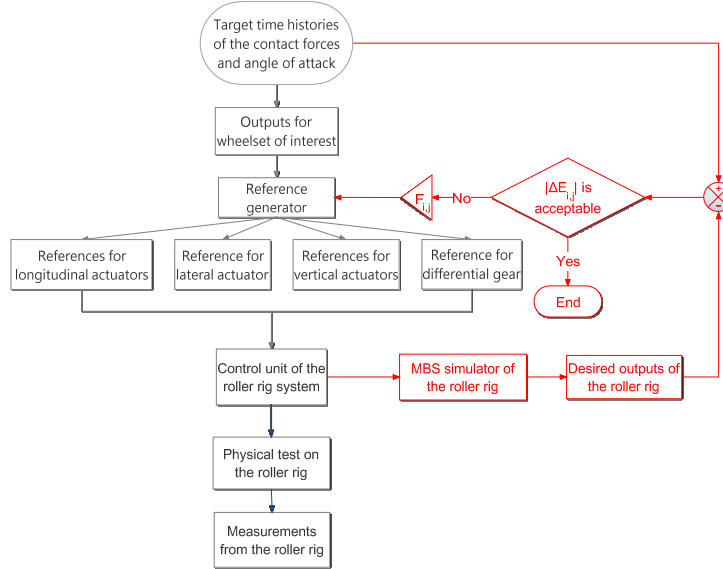 Target time histories
of the contact forces
and angle of attack
Outputs for
wheelset of interest
Reference
generator
F i,j
No
|ΔE i,j| is
acceptable
+
-
Yes
End
References for
longitudinal actuators
Reference for
lateral actuator
References for
vertical actuators
Reference for
differential gear
Control unit of the
roller rig system
MBS simulator of
the roller rig
Desired outputs of
the roller rig
Physical test on
the roller rig
Measurements
from the roller rig